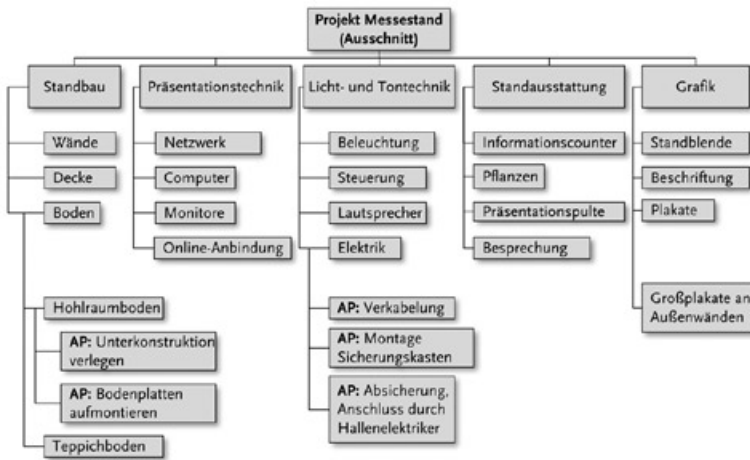 Projekt Messestand
(Ausschnitt)
Standbau
Präsentationstechnik
Licht- und Tontechnik
Standausstattung
Grafik
Wände
Netzwerk
Beleuchtung
Informationscounter
Standblende
Decke
Computer
Steuerung
Pflanzen
Beschriftung
Boden
Monitore
Lautsprecher
Präsentationspulte
Plakate
Online-Anbindung
Elektrik
Besprechung
Hohlraumboden
AP: Verkabelung
Großplakate an
Außenwänden
AP: Unterkonstruktion
verlegen
AP: Montage
Sicherungskasten
AP: Bodenplatten
aufmontieren
AP: Absicherung,
Anschluss durch
Hallenelektriker
Teppichboden